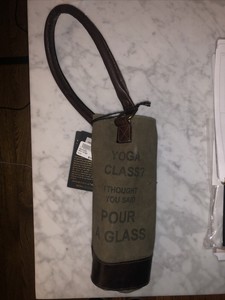 YOGA
CLASS?
I THOUGHT
YOU SAID
POUR
A GLASS